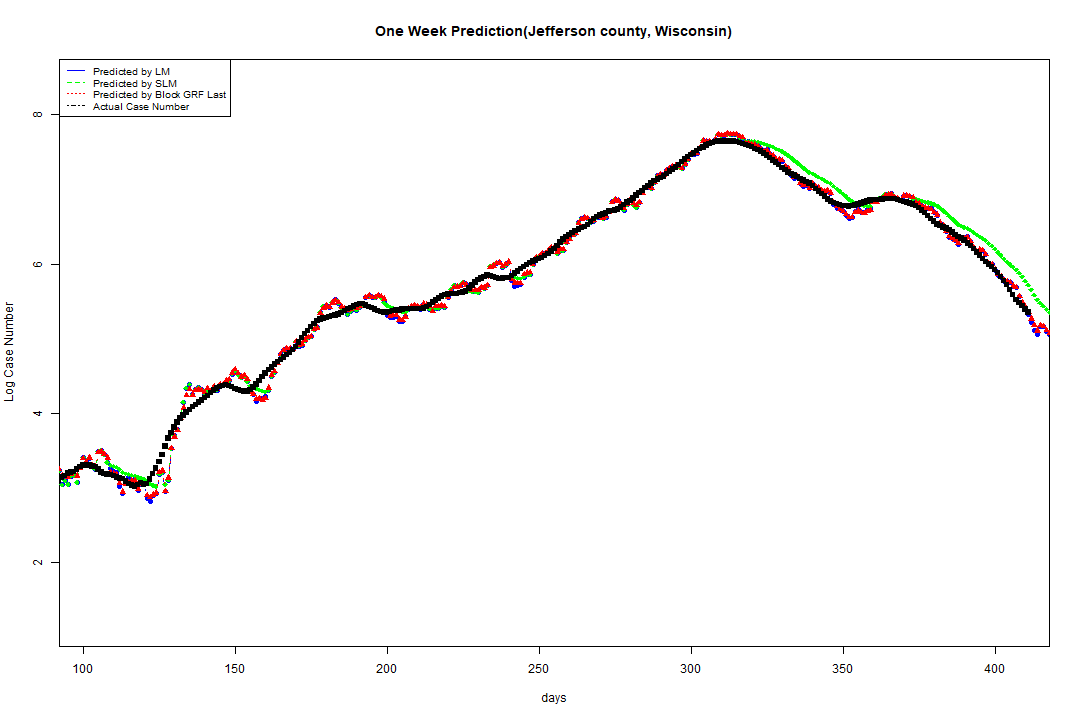 One Week Prediction(Jefferson county, Wisconsin)
Predicted by LM
Predicted by SLM
Predicted by Block GRF Last
Actual Case Number
8
6
4
2
Log Case Number
100 150 200 250 300 350 400
days